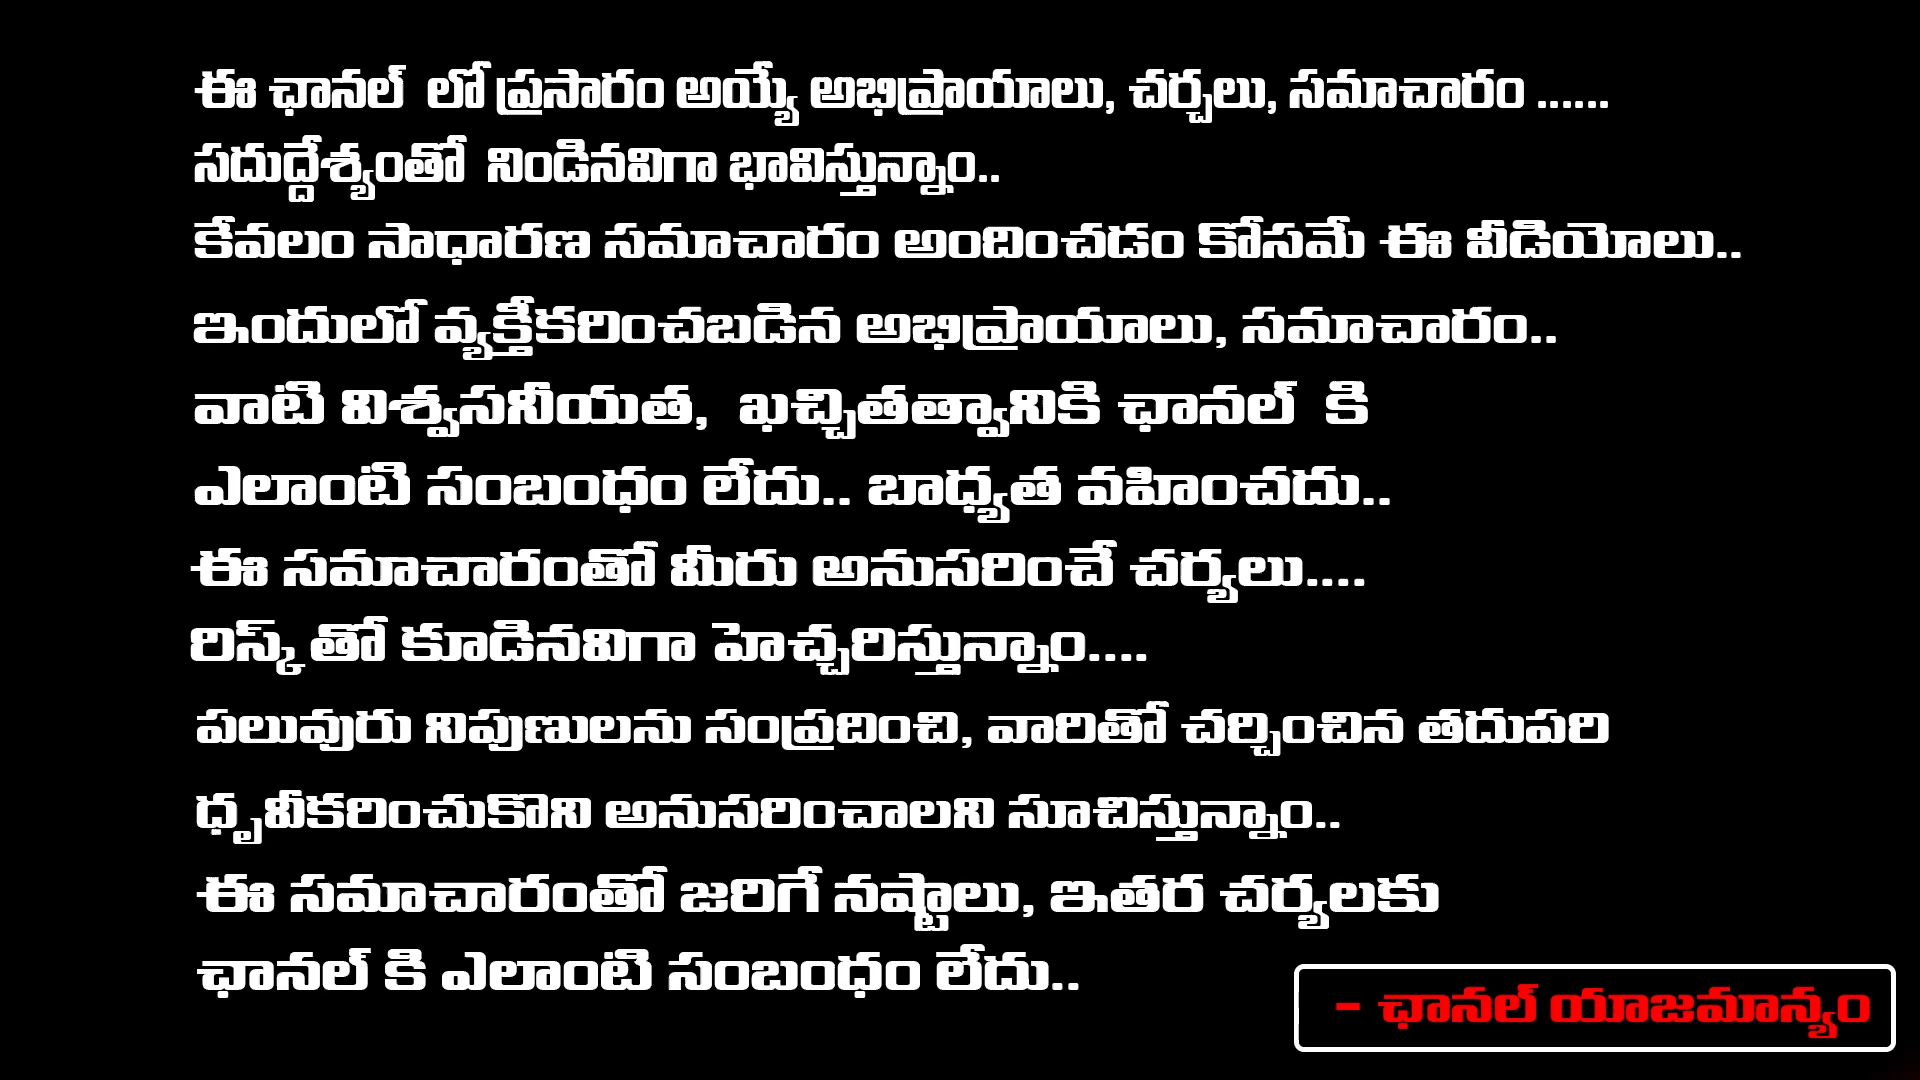 ఈ ఛానల్ లో ప్రసారం అయ్యే అభిప్రాయాలు, చర్చలు, సమాచారం ......
సదుద్దేశ్యంతో నిండినవిగా భావిస్తున్నాం..
కేవలం సాధారణ సమాచారం అందించడం కోసమే ఈ వీడియోలు..
ఇందులో వ్యక్తీకరించబడిన అభిప్రాయాలు, సమాచారం..
వాటి విశ్వసనీయత, ఖచ్చితత్వానికి ఛానల్ కి
ఎలాంటి సంబంధం లేదు.. బాధ్యత వహించదు..
ఈ సమాచారంతో మీరు అనుసరించే చర్యలు....
రిస్క్ తో కూడినవిగా హెచ్చరిస్తున్నాం....
పలువురు నిపుణులను సంప్రదించి, వారితో చర్చించిన తదుపరి
ధృవీకరించుకొని అనుసరించాలని సూచిస్తున్నాం..
ఈ సమాచారంతో జరిగే నష్టాలు, ఇతర చర్యలకు
ఛానల్ కి ఎలాంటి సంబంధం లేదు..
- ఛానల్ యాజమాన్యం